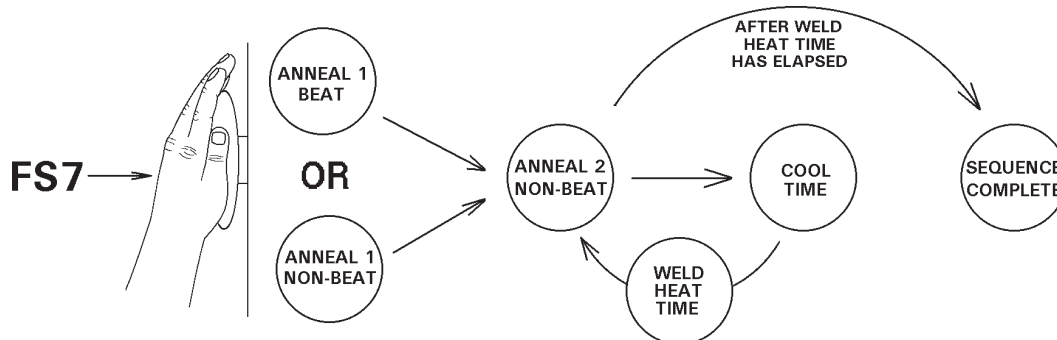 FS7
ANNEAL 1
BEAT
OR
ANNEAL 1
NON-BEAT
ANNEAL 2
NON-BEAT
AFTER WELD
HEAT TIME
HAS ELAPSED
COOL
TIME
WELD
HEAT
TIME
SEQUENCE
COMPLETE